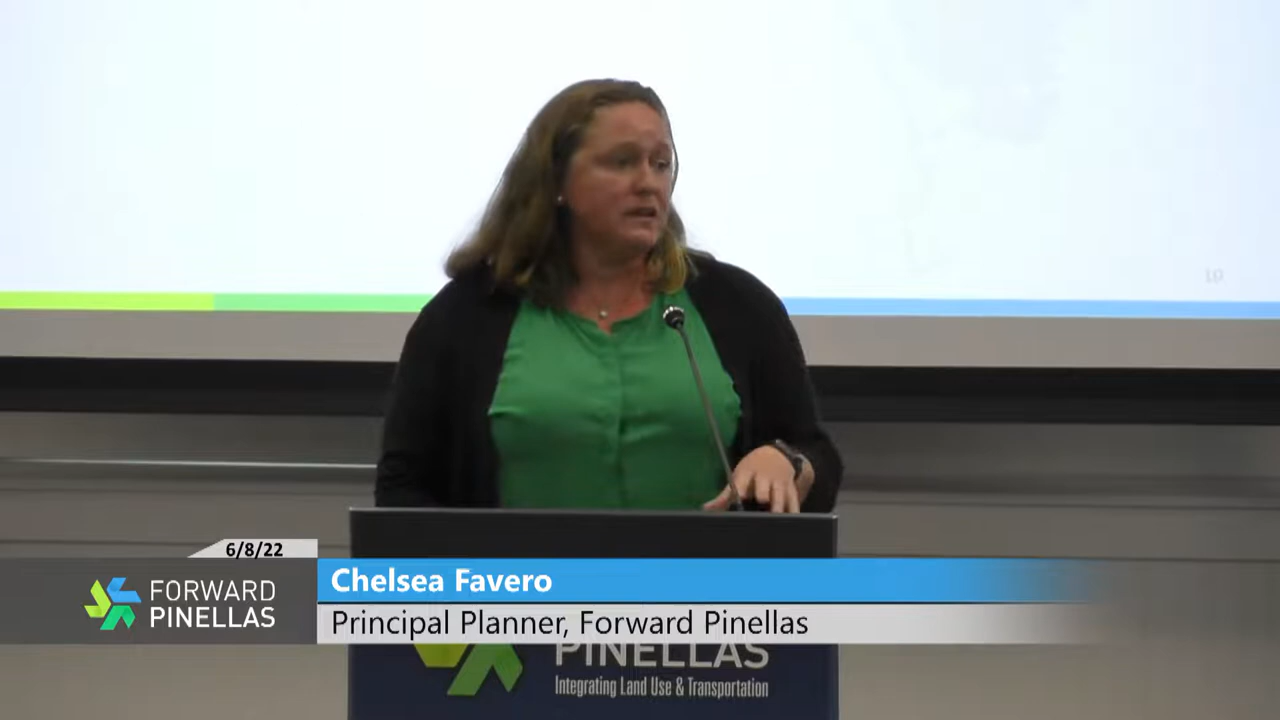 6/8/22
FORWARD
PINELLAS
Chelsea Favero
Principal Planner, Forward Pinellas
PINELLAS
Integrating Land Use & Transportation